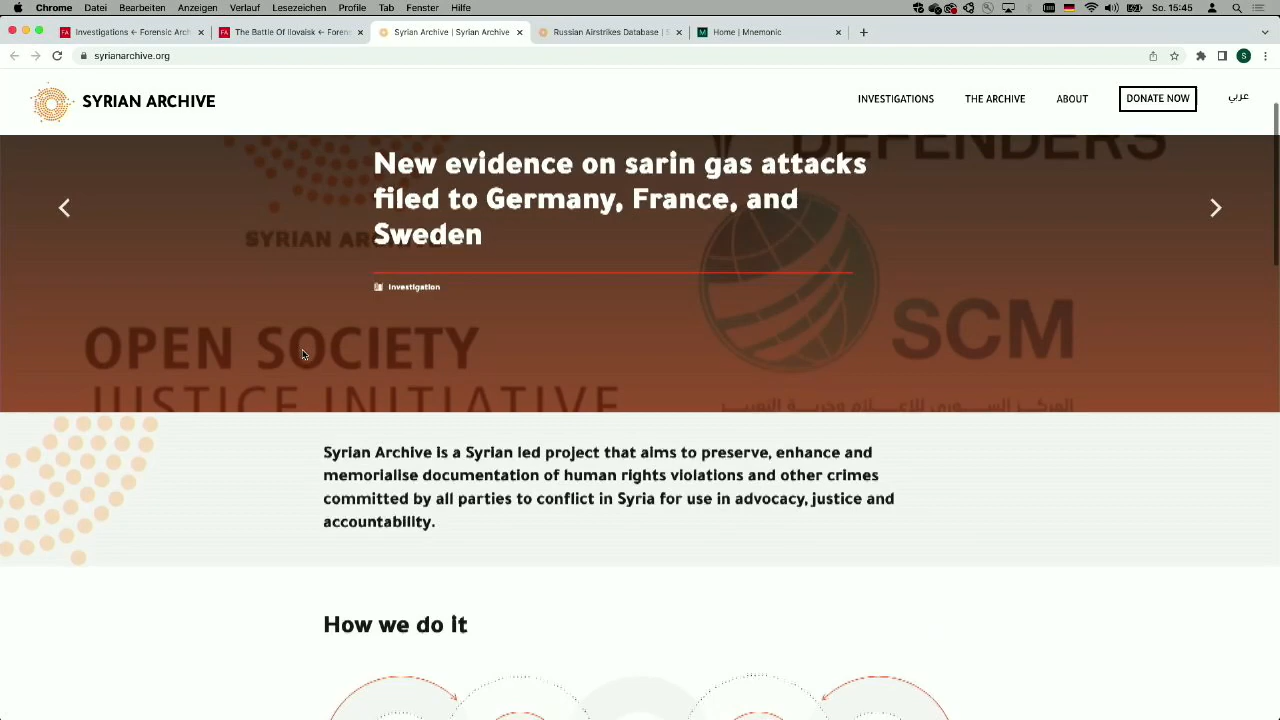 Chrome Datei Bearbeiten Anzeigen Verlauf Lesezeichen Profile Tab Fenster Hilfe So. 15:45
Investigations ← Forensic Arch The Battle Of Ilovaisk ← Foren: Syrian Archive | Syrian Archive Russian Airstrikes Database | S Home | Mnemonic
syrianarchive.org S
SYRIAN ARCHIVE INVESTIGATIONS THE ARCHIVE ABOUT DONATE NOW عربي
DEFENDERS
New evidence on sarin gas attacks
filed to Germany, France, and
Sweden
SYRIAN ARCHIVE
Investigation
OPEN SOCIETY
JUSTICE INITIATIVE
SCM
المركز السوري للإعلام وحرية التعبير
Syrian Archive is a Syrian led project that aims to preserve, enhance and
memorialise documentation of human rights violations and other crimes
committed by all parties to conflict in Syria for use in advocacy, justice and
accountability.
How we do it